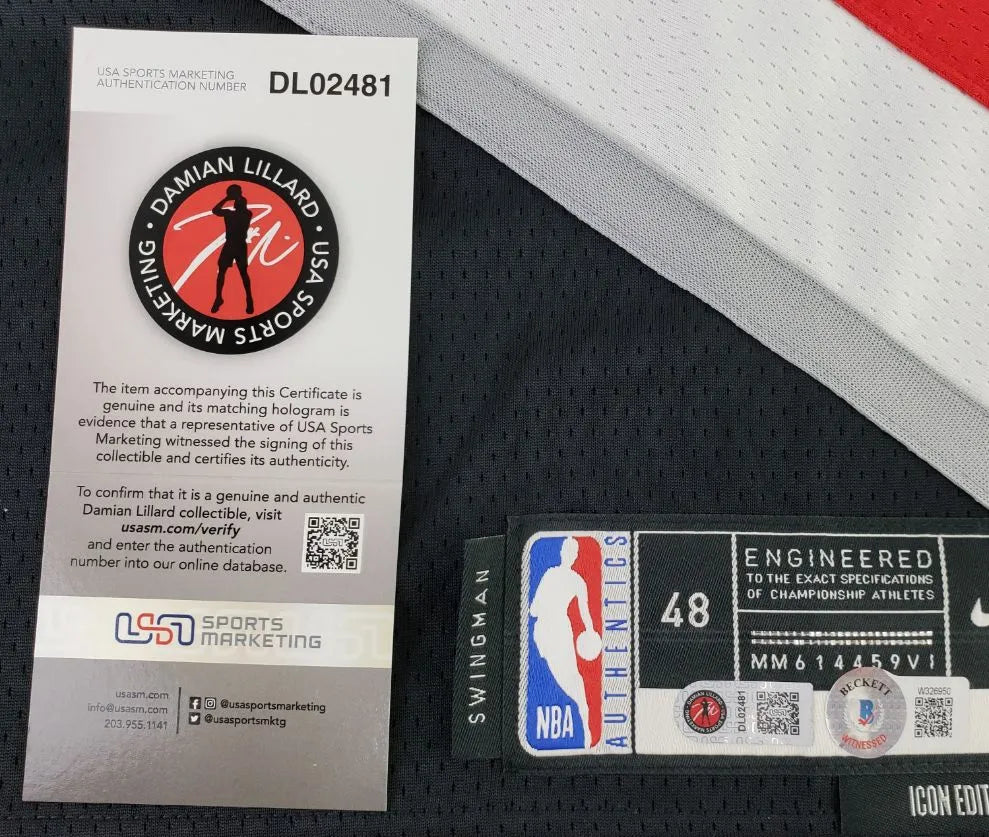 USA SPORTS MARKETING
AUTHENTICATION NUMBER
DL02481
DAMIAN LILLARD • USA SPORTS MARKETING •
The item accompanying this Certificate is
genuine and its matching hologram is
evidence that a representative of USA Sports
Marketing witnessed the signing of this
collectible and certifies its authenticity.
To confirm that it is a genuine and authentic
Damian Lillard collectible, visit
usasm.com/verify
and enter the authentication
number into our online database.
USA SPORTS
MARKETING
usasm.com
info@usasm.com
203.955.1141
@usasportsmarketing
@usasportsmktg
SWINGMAN
NBA
AUTHENTICS
48
ENGINEERED
TO THE EXACT SPECIFICATIONS
OF CHAMPIONSHIP ATHLETES
MM614459VI
DAMIAN LILLARD
DL02481
BECKETT
B
WITNESSED
W326950
ICON EDIT